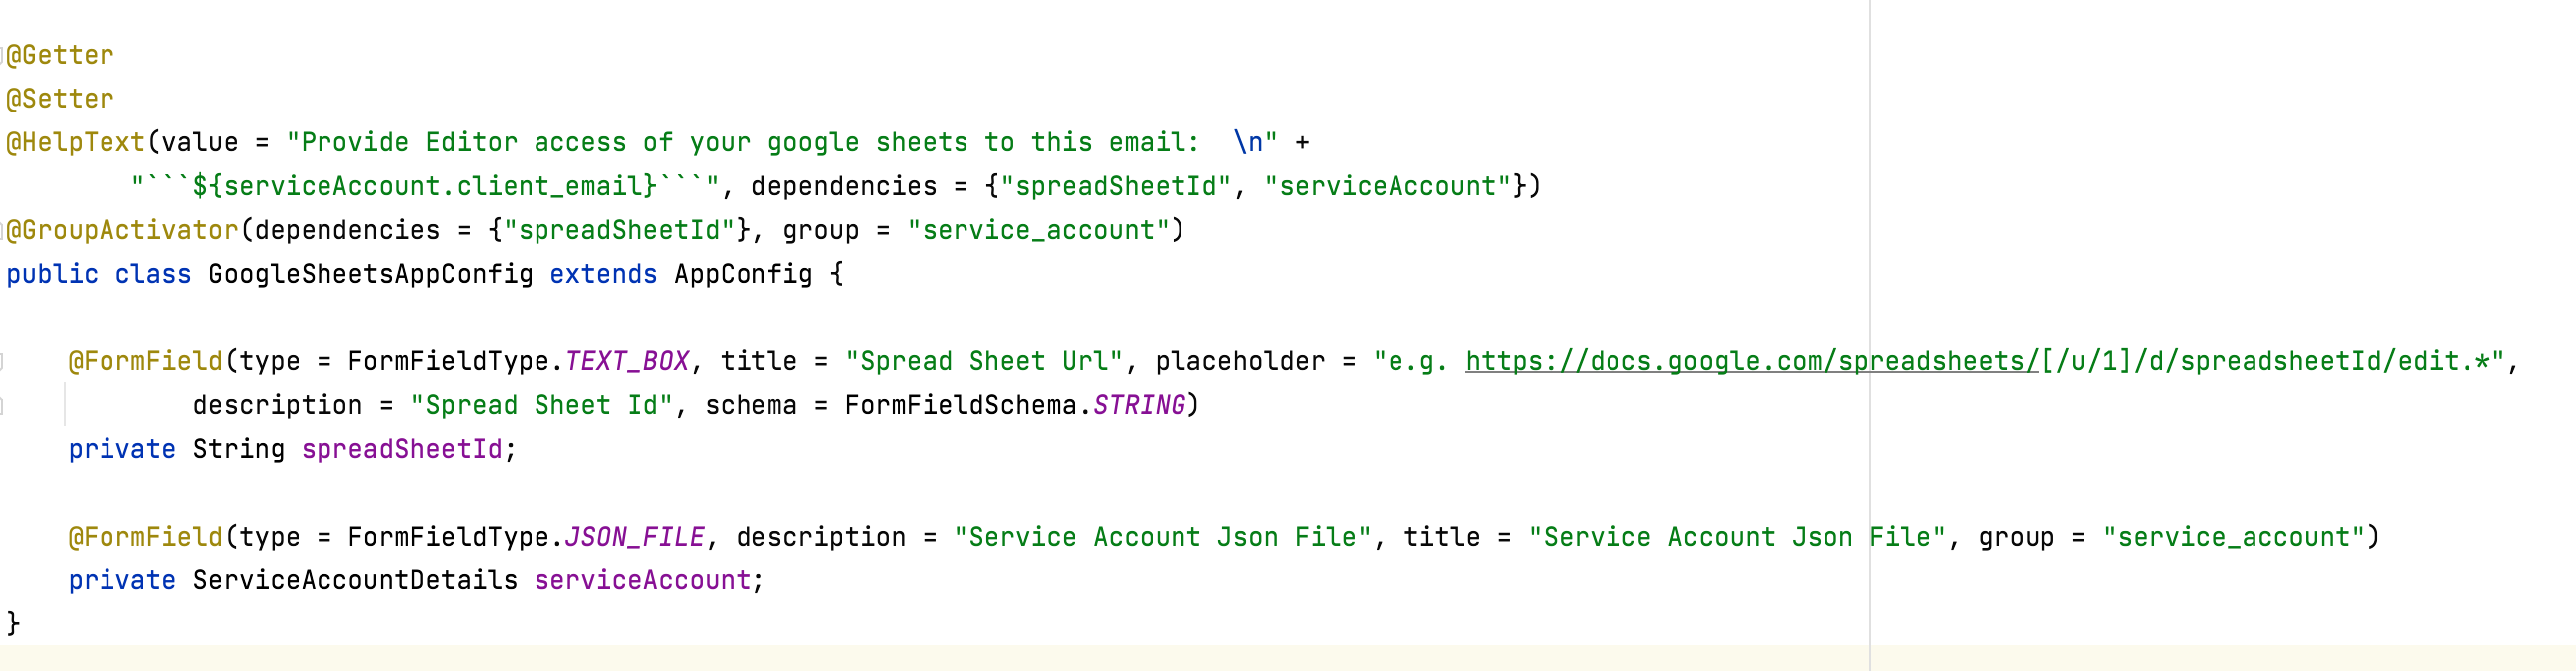 @Getter
@Setter
@HelpText(value = "Provide Editor access of your google sheets to this email:  \n" +
        "```${serviceAccount.client_email}```", dependencies = {"spreadSheetId", "serviceAccount"})
@GroupActivator(dependencies = {"spreadSheetId"}, group = "service_account")
public class GoogleSheetsAppConfig extends AppConfig {
    @FormField(type = FormFieldType.TEXT_BOX, title = "Spread Sheet Url", placeholder = "e.g. https://docs.google.com/spreadsheets/[/u/1]/d/spreadsheetId/edit.*",
            description = "Spread Sheet Id", schema = FormFieldSchema.STRING)
    private String spreadSheetId;
    @FormField(type = FormFieldType.JSON_FILE, description = "Service Account Json File", title = "Service Account Json File", group = "service_account")
    private ServiceAccountDetails serviceAccount;
}